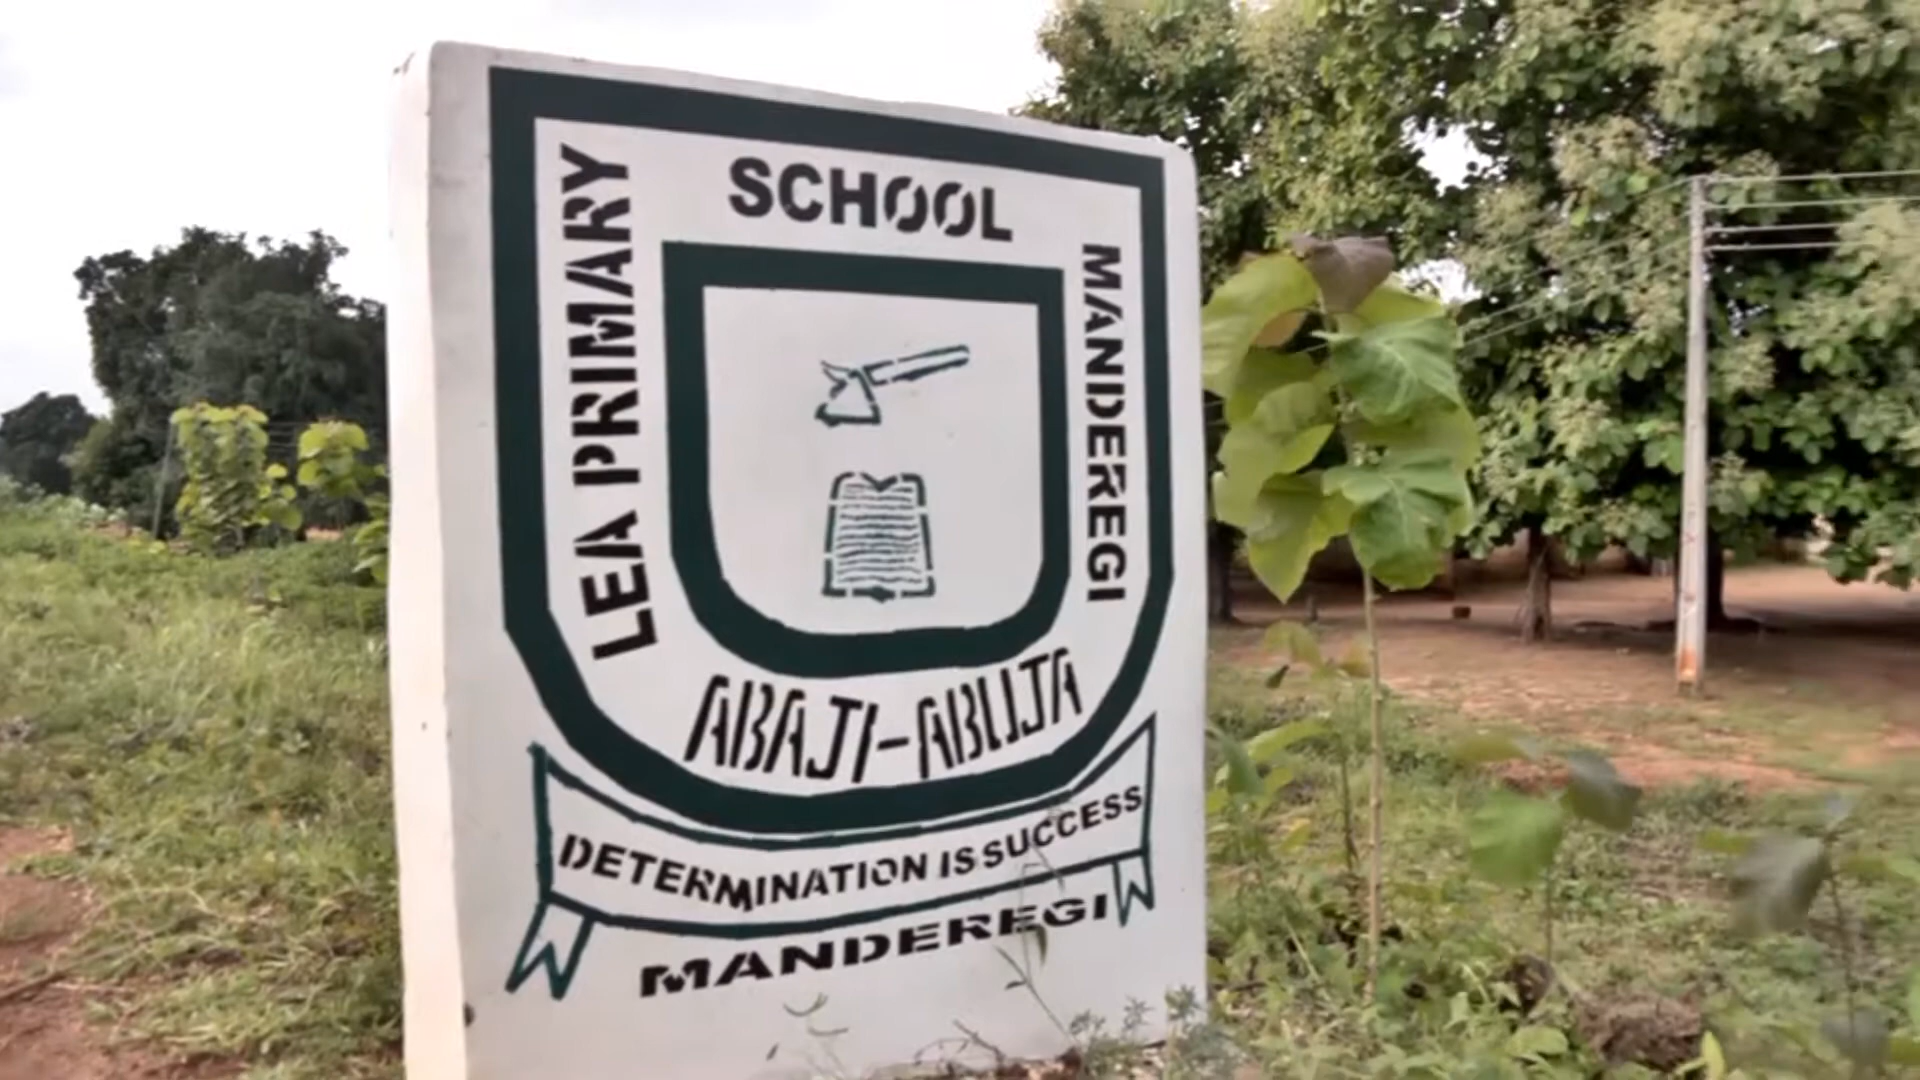 LEA PRIMARY
SCHOOL
MANDEREGI
ABAJI-ABUJA
DETERMINATION IS SUCCESS
MANDEREGI